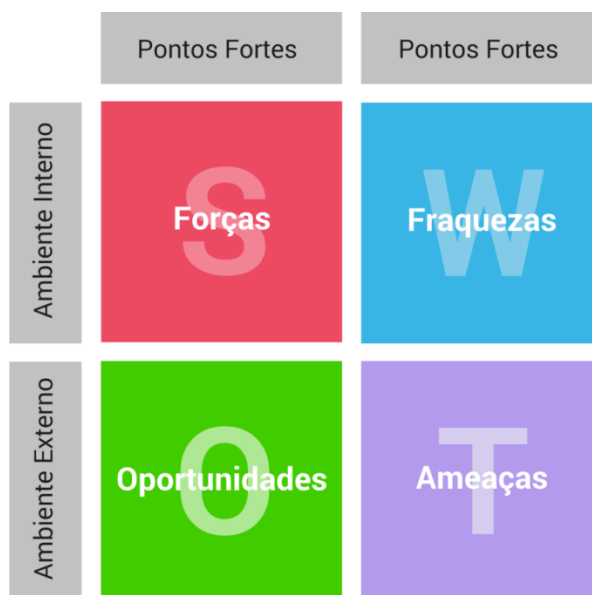 Pontos Fortes
Pontos Fortes
Ambiente Interno
S
Forças
W
Fraquezas
Ambiente Externo
O
Oportunidades
T
Ameaças